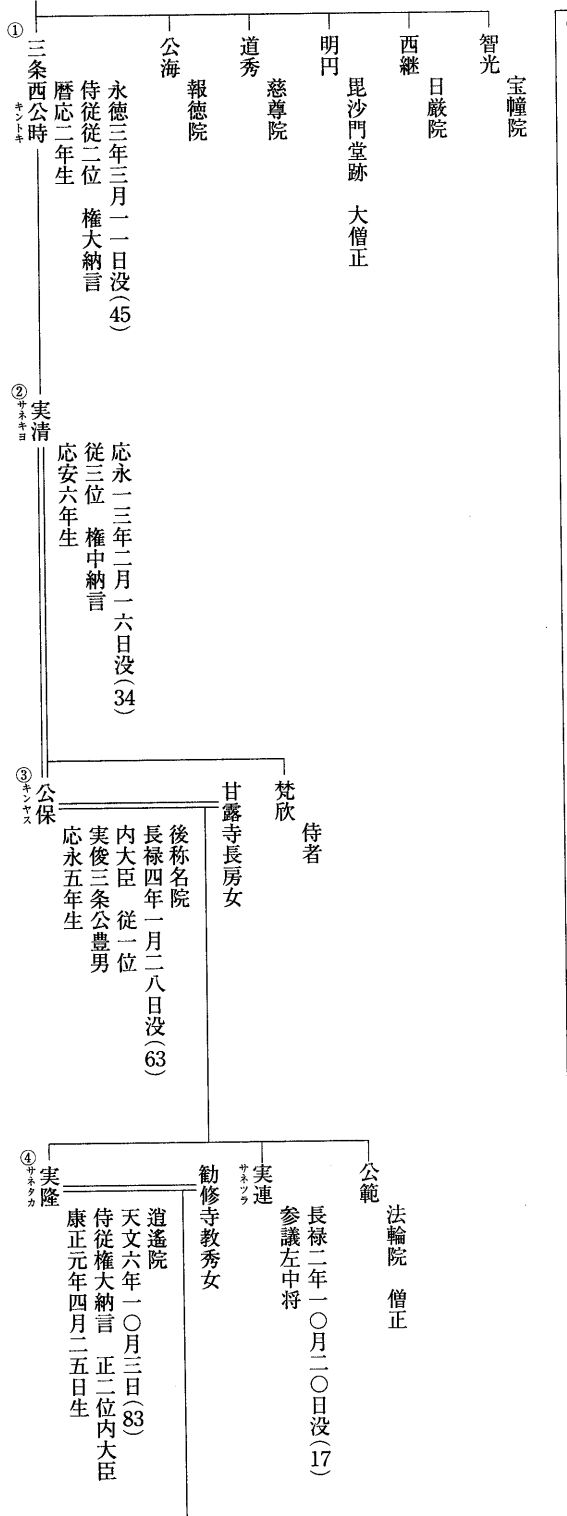 智光
宝幢院
西継
日厳院
明円
毘沙門堂跡　大僧正
道秀
慈尊院
公海
報徳院
①
三条西公時
キントキ
永徳三年三月一一日没(45)
侍従従二位　権大納言
暦応二年生
②
実清
サネキヨ
応永一三年二月一六日没(34)
従三位　権中納言
応安六年生
梵欣
侍者
③
公保
キンヤス
甘露寺長房女
後称名院
長禄四年一月二八日没(63)
内大臣　従一位
実俊三条公豊男
応永五年生
公範
法輪院　僧正
実連
サネツラ
長禄二年一〇月二〇日没(17)
参議左中将
④
実隆
サネタカ
勧修寺教秀女
逍遙院
天文六年一〇月三日(83)
侍従権大納言　正二位内大臣
康正元年四月二五日生